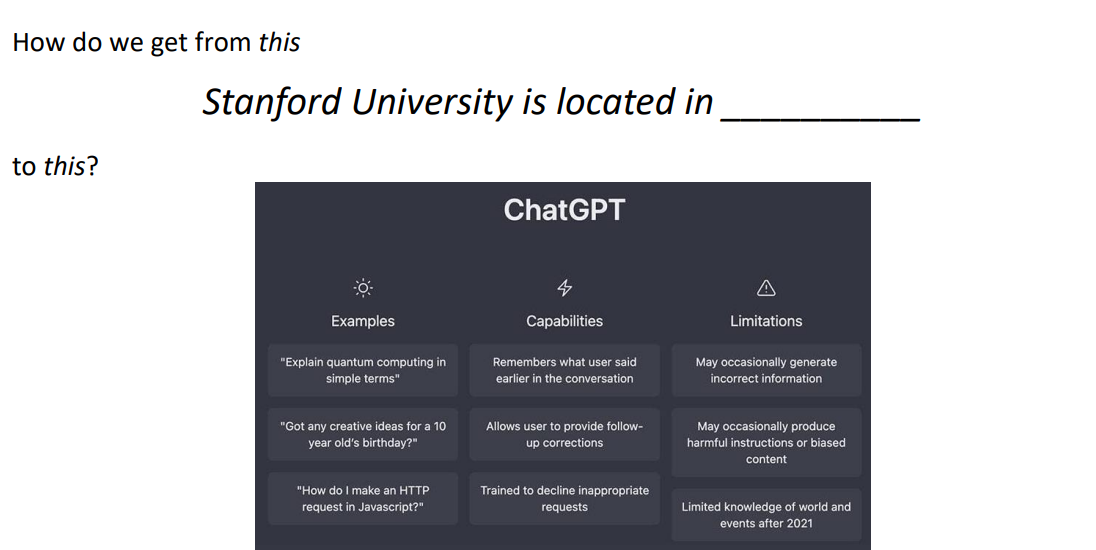 How do we get from this
Stanford University is located in __________
to this?
ChatGPT
Examples
Capabilities
Limitations
"Explain quantum computing in
simple terms"
Remembers what user said
earlier in the conversation
May occasionally generate
incorrect information
"Got any creative ideas for a 10
year old's birthday?"
Allows user to provide follow-
up corrections
May occasionally produce
harmful instructions or biased
content
"How do I make an HTTP
request in Javascript?"
Trained to decline inappropriate
requests
Limited knowledge of world and
events after 2021